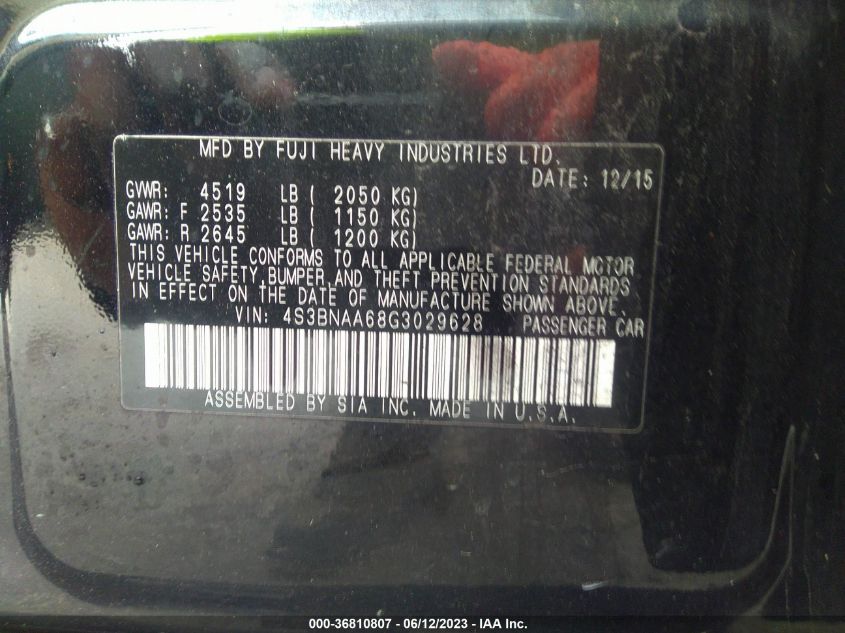 MFD BY FUJI HEAVY INDUSTRIES LTD.
DATE: 12/15
GVWR: 4519 LB ( 2050 KG)
GAWR: F 2535 LB ( 1150 KG)
GAWR: R 2645 LB ( 1200 KG)
THIS VEHICLE CONFORMS TO ALL APPLICABLE FEDERAL MOTOR
VEHICLE SAFETY,BUMPER AND THEFT PREVENTION STANDARDS
IN EFFECT ON THE DATE OF MANUFACTURE SHOWN ABOVE.
VIN: 4S3BNAA68G3029628 PASSENGER CAR
ASSEMBLED BY SIA INC. MADE IN U.S.A.
000-36810807 - 06/12/2023 - IAA Inc.